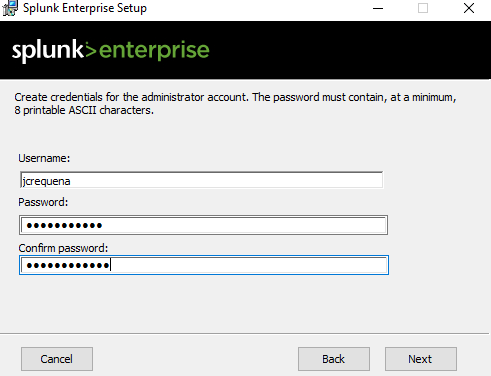 Splunk Enterprise Setup
splunk>enterprise
Create credentials for the administrator account. The password must contain, at a minimum,
8 printable ASCII characters.
Username:
jcrequena
Password:
●●●●●●●●●●●
Confirm password:
●●●●●●●●●●●●
Cancel
Back
Next